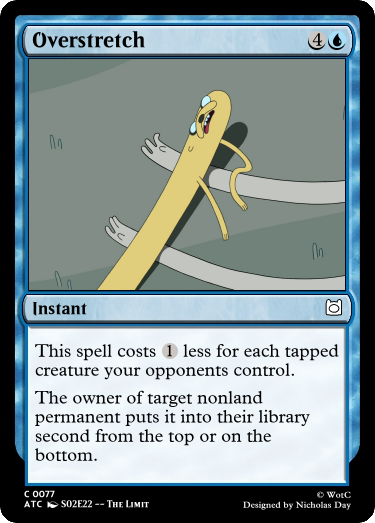 Overstretch 4
Instant
This spell costs 1 less for each tapped
creature your opponents control.
The owner of target nonland
permanent puts it into their library
second from the top or on the
bottom.
C 0077 © WotC
ATC S02E22 -- The Limit Designed by Nicholas Day